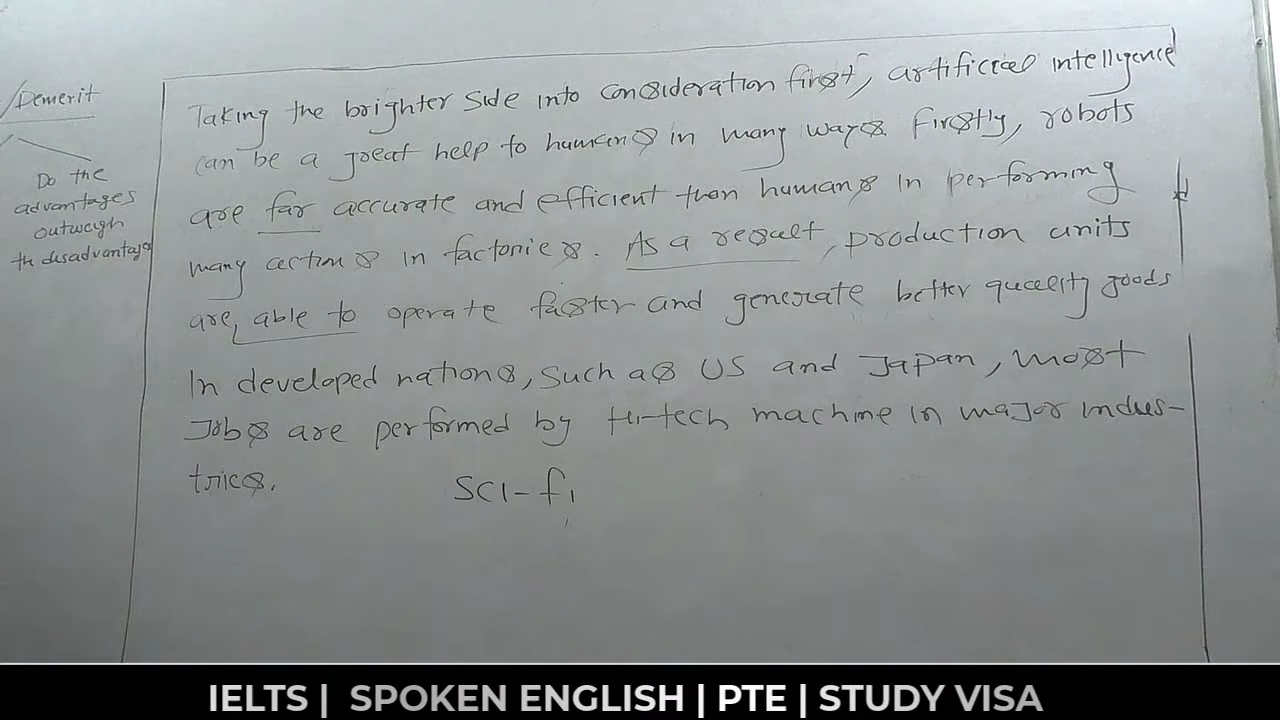 Demerit
Do the
advantages
outweigh
the disadvantage
Taking the brighter side into consideration first, artificial intelligence
can be a great help to humans in many ways. Firstly, robots
are far accurate and efficient than humans in performing
many actions in factories. As a result, production units
are able to operate faster and generate better quality goods
In developed nations, such as US and Japan, most
Jobs are performed by Hi-tech machine in major indus-
tries.
Sci-fi
IELTS | SPOKEN ENGLISH | PTE | STUDY VISA